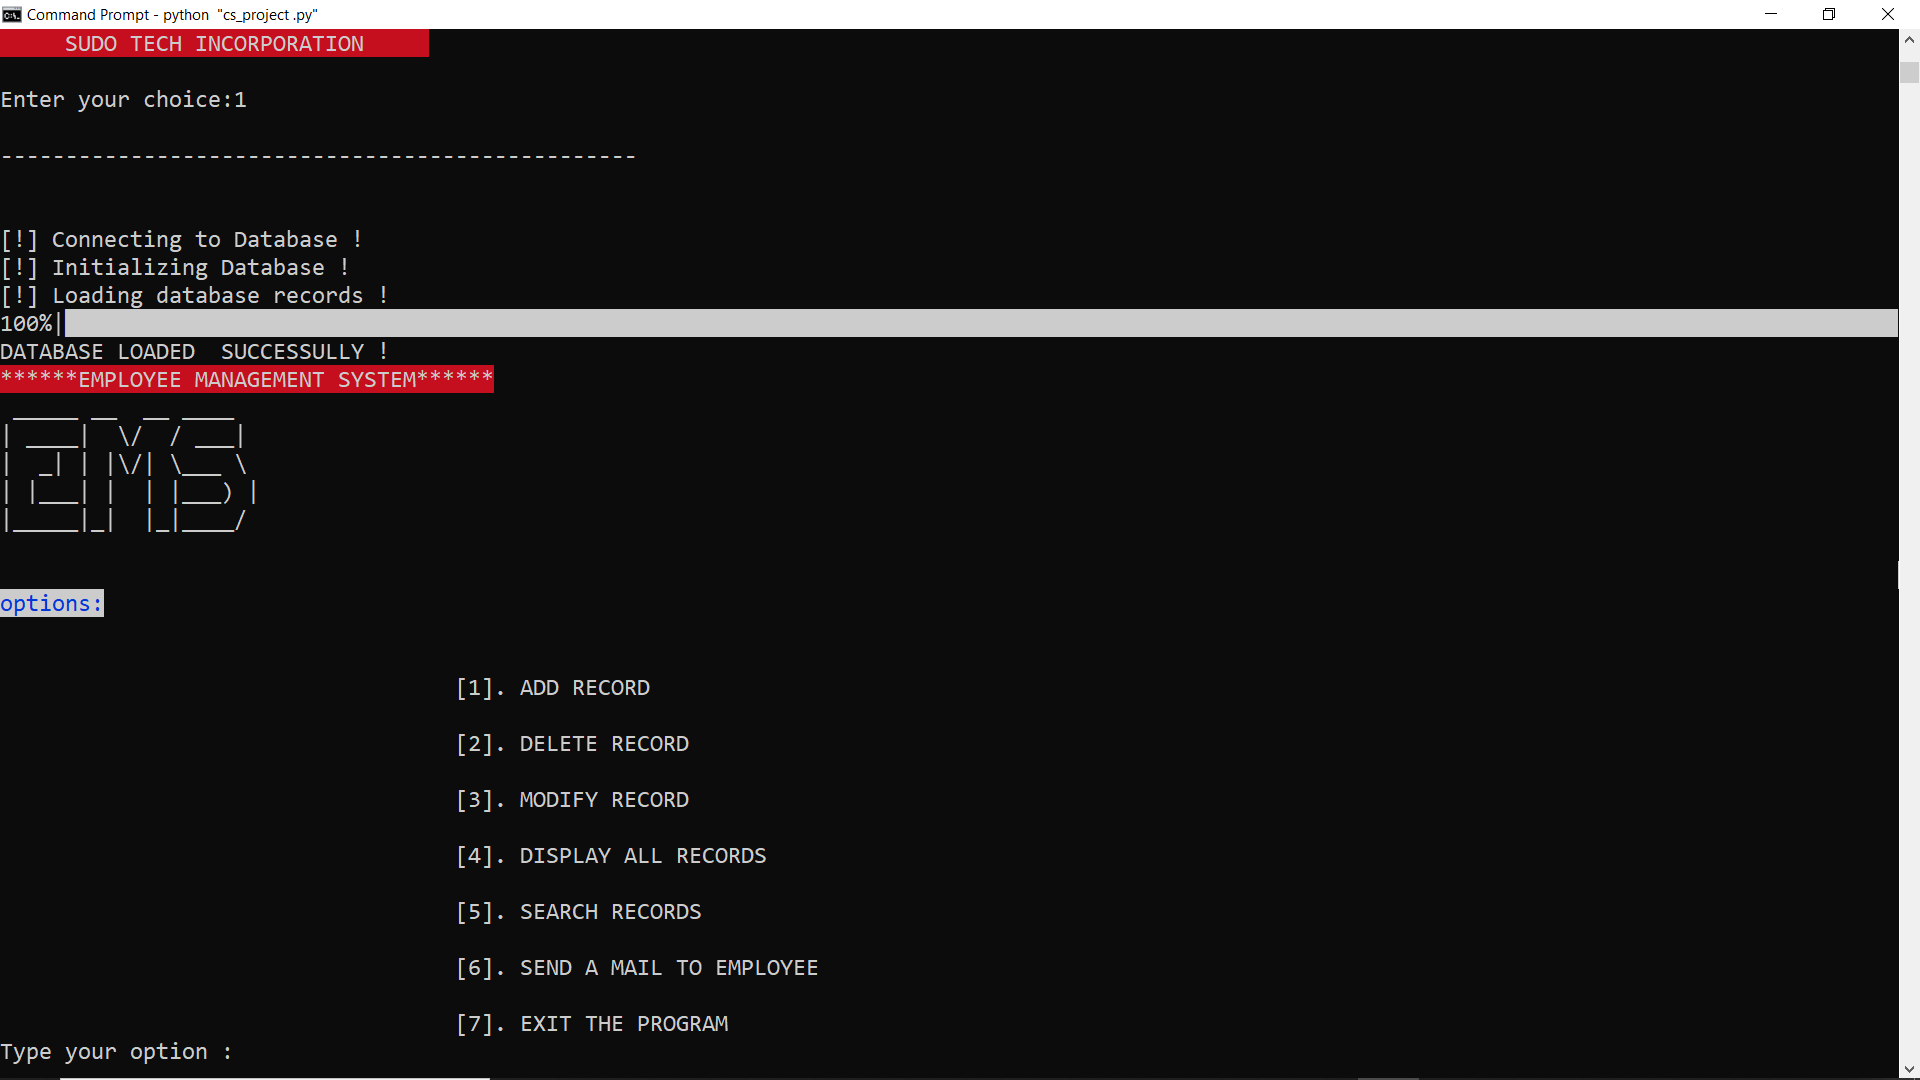 Command Prompt - python  "cs_project .py"
SUDO TECH INCORPORATION
Enter your choice:1
-------------------------------------------------
[!] Connecting to Database !
[!] Initializing Database !
[!] Loading database records !
100%|
DATABASE LOADED  SUCCESSULLY !
******EMPLOYEE MANAGEMENT SYSTEM******
EMS
options:
[1]. ADD RECORD
[2]. DELETE RECORD
[3]. MODIFY RECORD
[4]. DISPLAY ALL RECORDS
[5]. SEARCH RECORDS
[6]. SEND A MAIL TO EMPLOYEE
[7]. EXIT THE PROGRAM
Type your option :